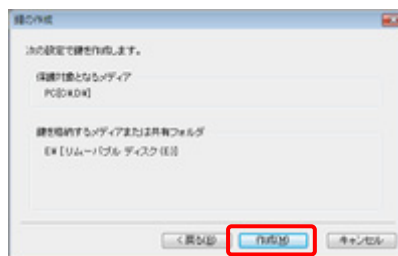 鍵の作成
次の設定で鍵を作成します。
保護対象となるメディア
PC[C¥,D¥]
鍵を格納するメディアまたは共有フォルダ
E¥ [リムーバブル ディスク (E)]
< 戻る(B)
作成(M)
キャンセル